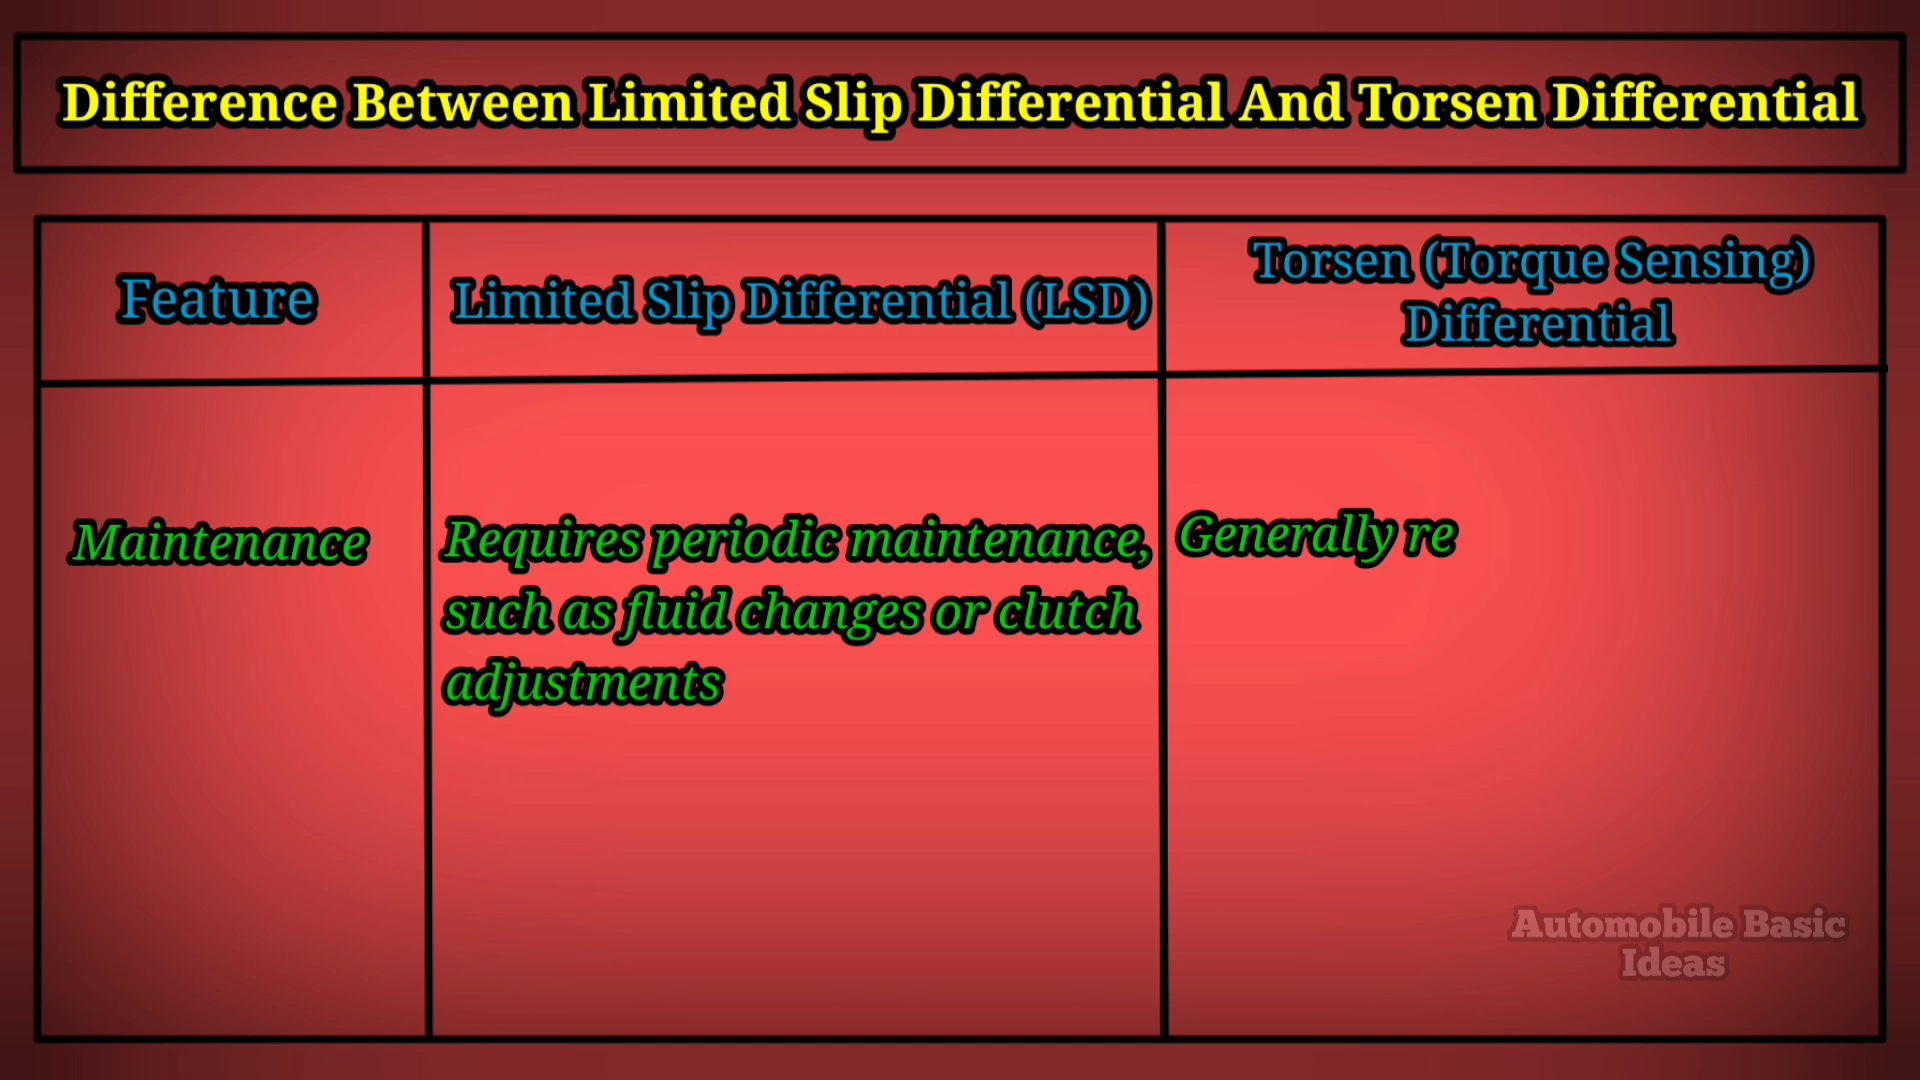 Difference Between Limited Slip Differential And Torsen Differential
Feature
Limited Slip Differential (LSD)
Torsen (Torque Sensing)
Differential
Maintenance
Requires periodic maintenance,
such as fluid changes or clutch
adjustments
Generally re
Automobile Basic
Ideas